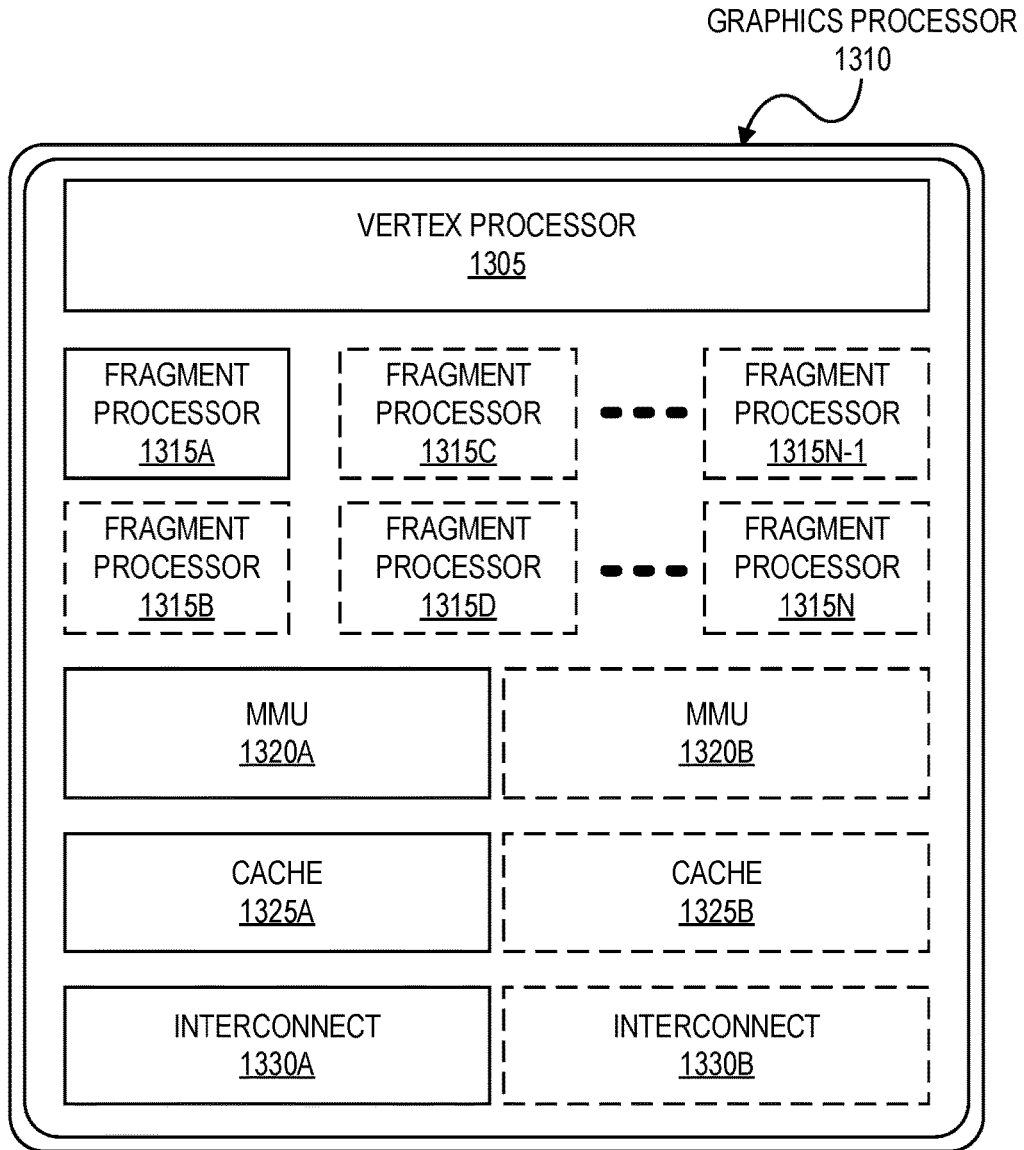 GRAPHICS PROCESSOR
1310
VERTEX PROCESSOR
1305
FRAGMENT
PROCESSOR
1315A
FRAGMENT
PROCESSOR
1315C
FRAGMENT
PROCESSOR
1315N-1
FRAGMENT
PROCESSOR
1315B
FRAGMENT
PROCESSOR
1315D
FRAGMENT
PROCESSOR
1315N
MMU
1320A
MMU
1320B
CACHE
1325A
CACHE
1325B
INTERCONNECT
1330A
INTERCONNECT
1330B